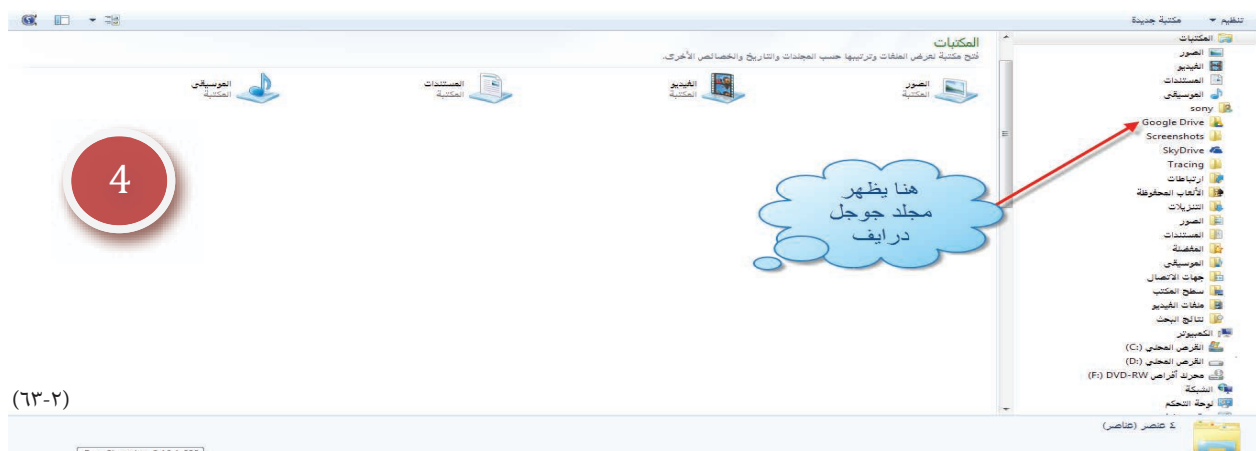 تنظيم
مكتبة جديدة
المكتبات
الصور
الفيديو
المستندات
الموسيقى
sony
Google Drive
Screenshots
SkyDrive
Tracing
ارتباطات
الألعاب المحفوظة
التنزيلات
الصور
المستندات
المفضلة
الموسيقى
جهات الاتصال
سطح المكتب
ملفات الفيديو
نتائج البحث
الكمبيوتر
القرص المحلي (C:)
القرص المحلي (D:)
محرك أقراص DVD-RW (F:)
الشبكة
لوحة التحكم
المكتبات
فتح مكتبة لعرض الملفات وترتيبها حسب المجلدات والتاريخ والخصائص الأخرى.
الصور
المكتبة
الفيديو
المكتبة
المستندات
المكتبة
الموسيقى
المكتبة
4
هنا يظهر
مجلد جوجل
درايف
(٢-٦٣)
٤ عنصر (عناصر)